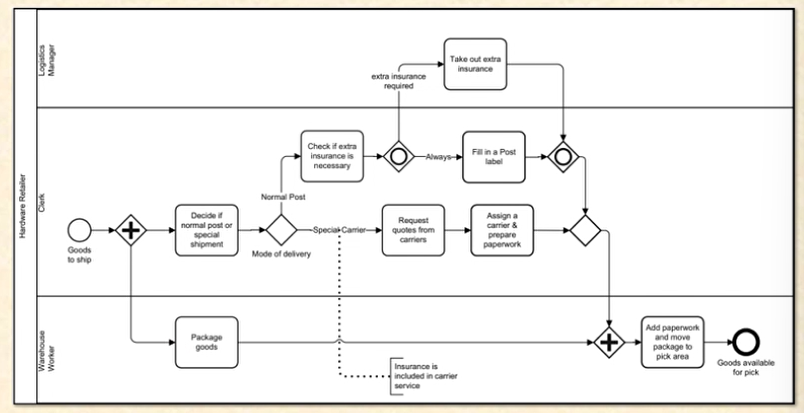 Hardware Retailer
Logistics
Manager
Take out extra
insurance
extra insurance
required
Clerk
Check if extra
insurance is
necessary
Always
Fill in a Post
label
Normal Post
Goods
to ship
Decide if
normal post or
special
shipment
Mode of delivery
Special Carrier
Request
quotes from
carriers
Assign a
carrier &
prepare
paperwork
Warehouse
Worker
Package
goods
Add paperwork
and move
package to
pick area
Goods available
for pick
Insurance is
included in carrier
service